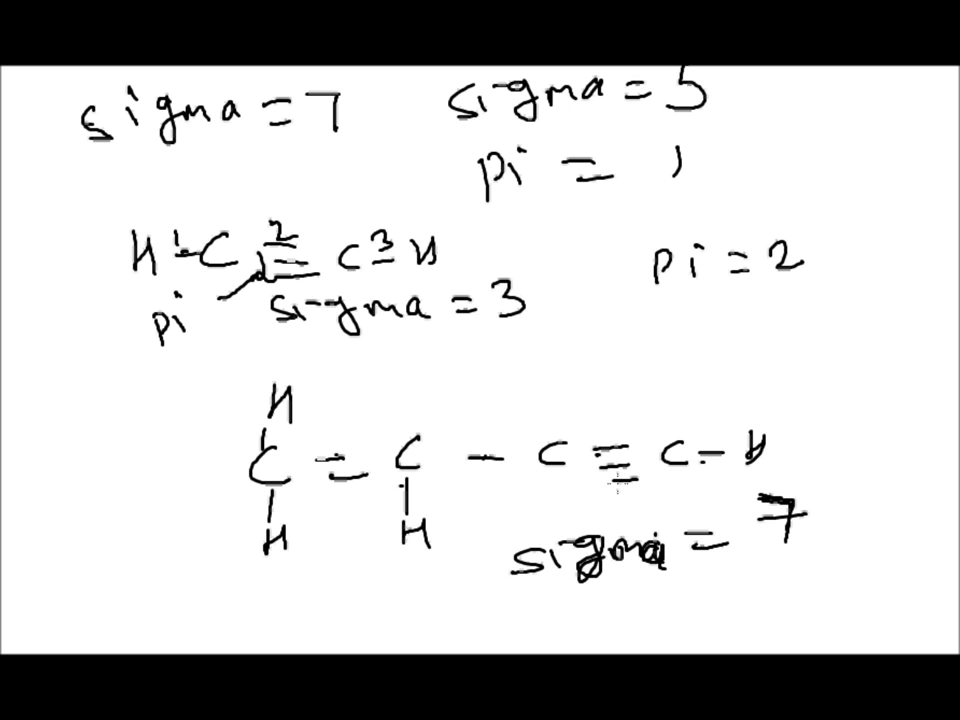 sigma = 7 sigma = 5
pi = 1
H 1 - C 2 ≡ C 3 - H pi = 2
pi sigma = 3
H
C = C - C ≡ C - H
H H
sigma = 7